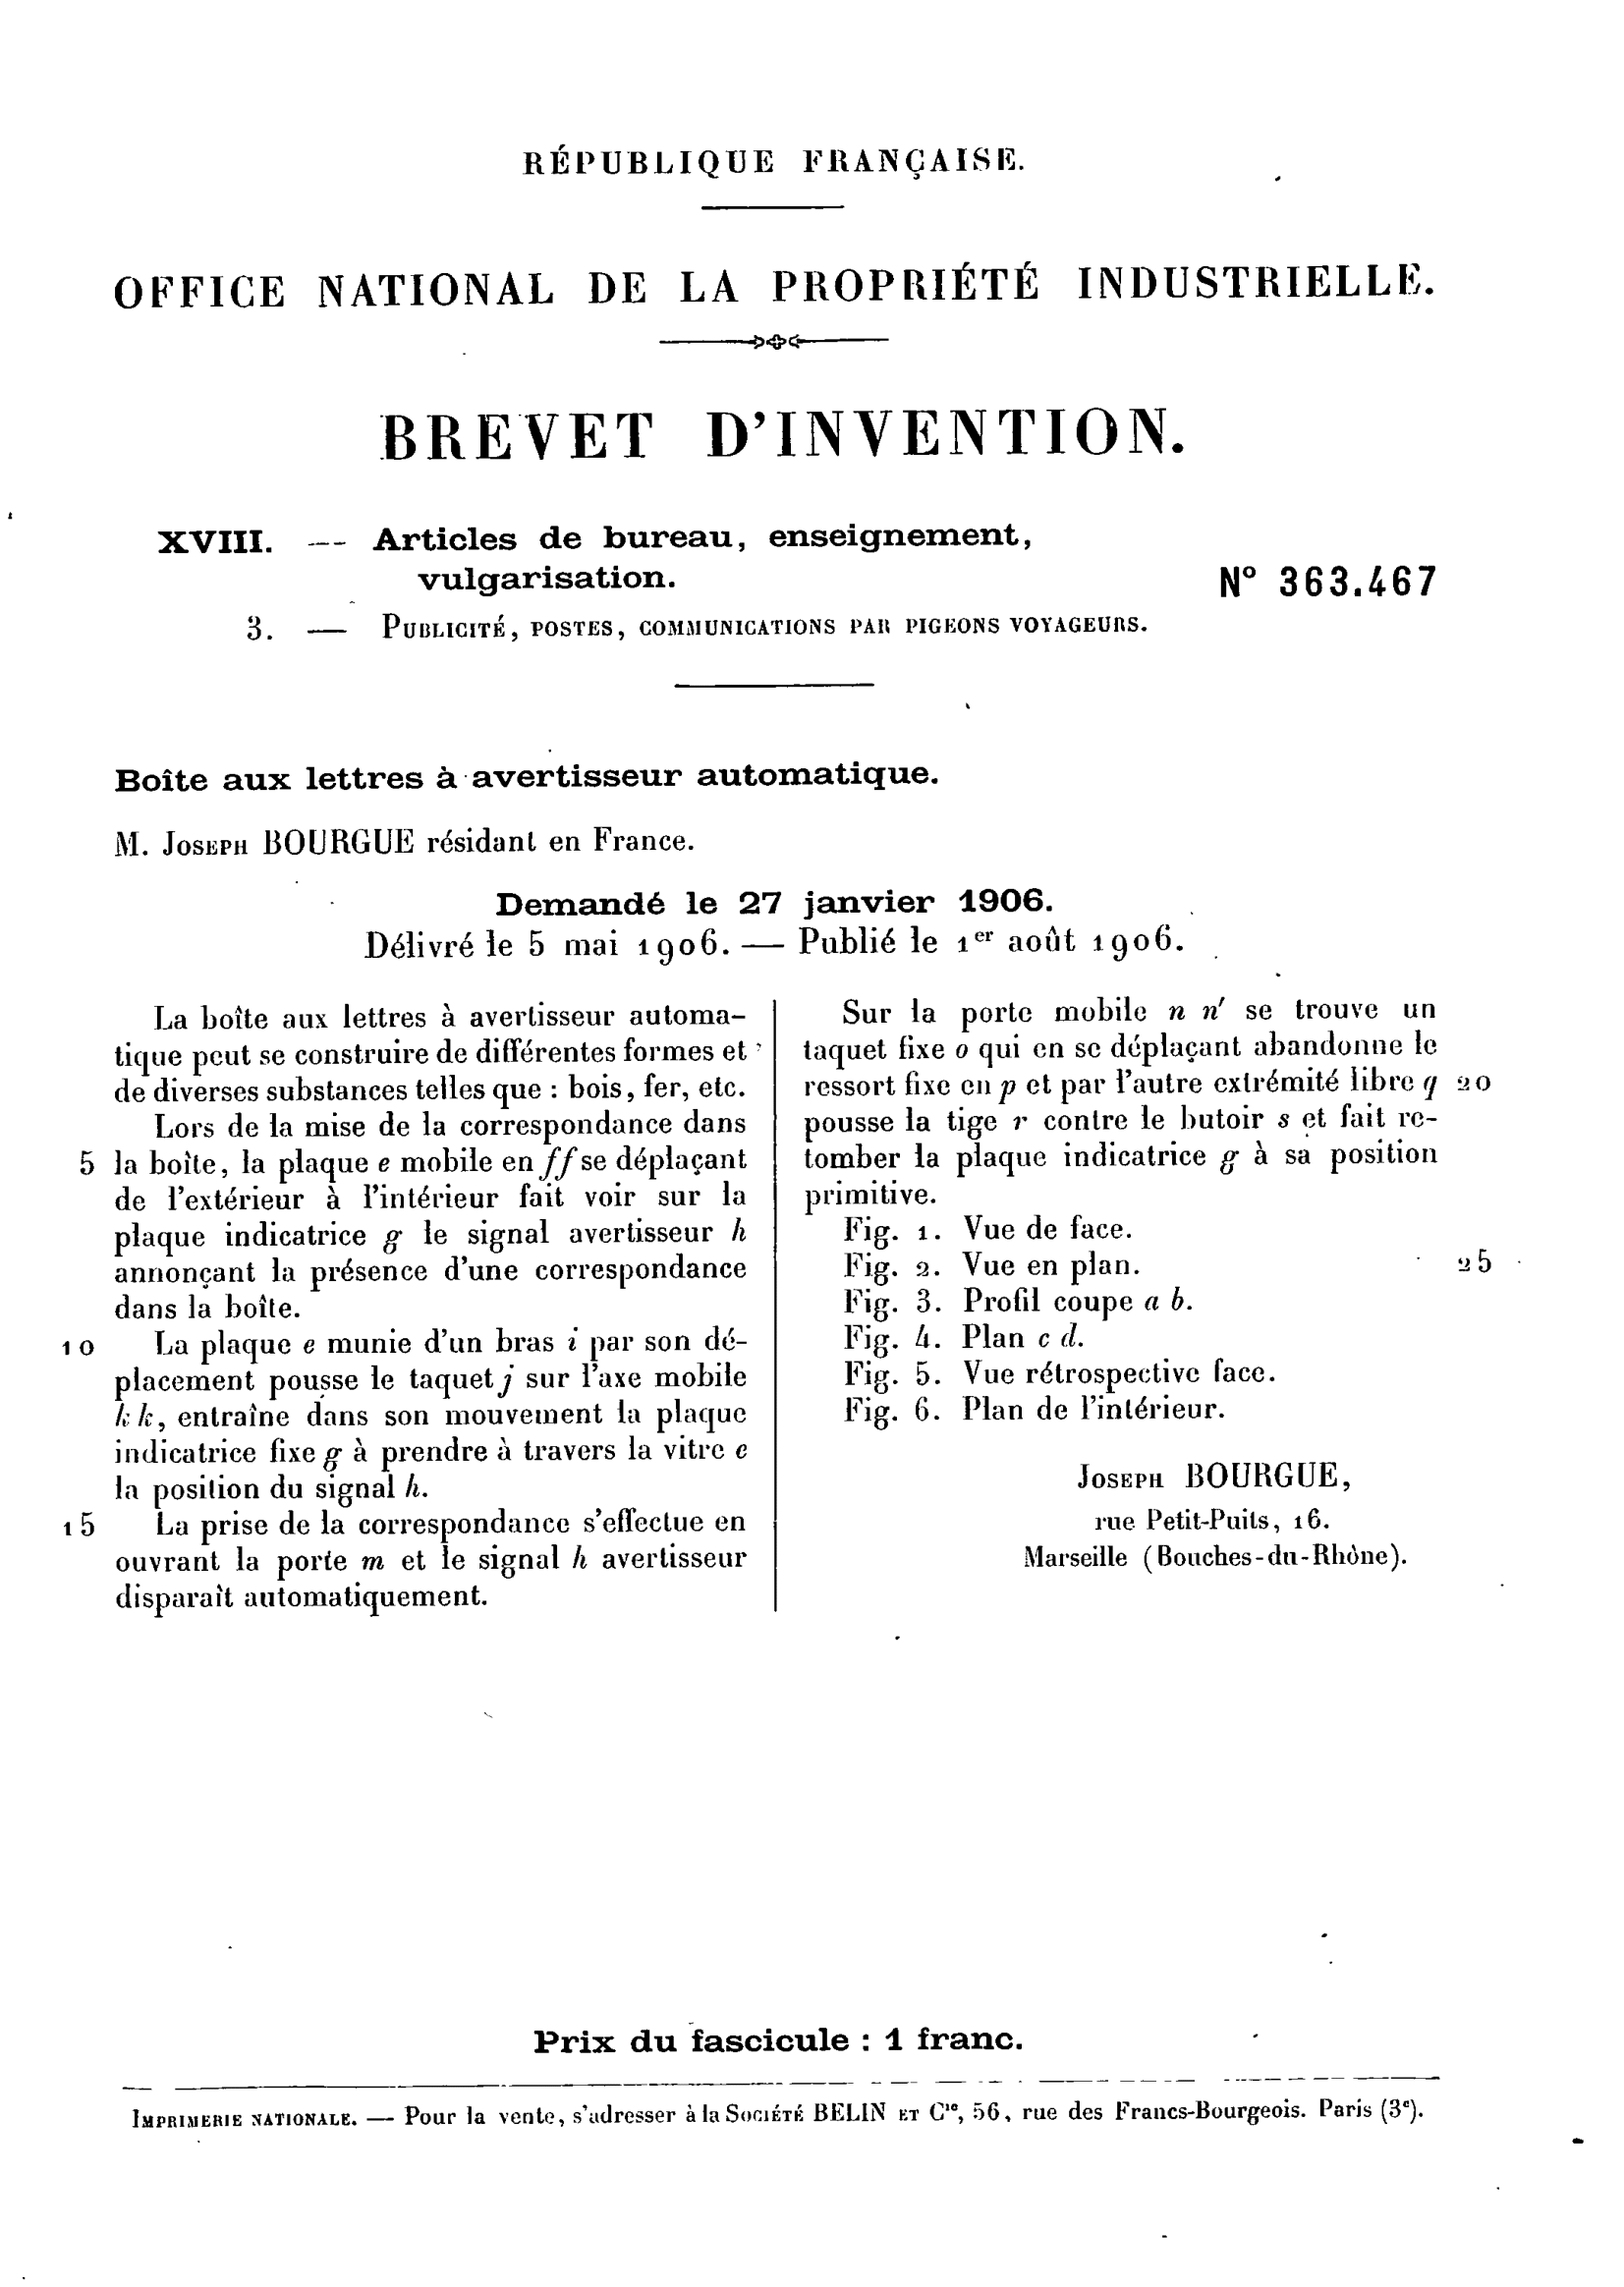 RÉPUBLIQUE FRANÇAISE.
OFFICE NATIONAL DE LA PROPRIÉTÉ INDUSTRIELLE.
BREVET D'INVENTION.
XVIII. — Articles de bureau, enseignement,
vulgarisation.
N° 363.467
3. — Publicité, postes, communications par pigeons voyageurs.
Boîte aux lettres à avertisseur automatique.
M. Joseph BOURGUE résidant en France.
Demandé le 27 janvier 1906.
Délivré le 5 mai 1906. — Publié le 1er août 1906.
La boîte aux lettres à avertisseur automa-
tique peut se construire de différentes formes et
de diverses substances telles que : bois, fer, etc.
Lors de la mise de la correspondance dans
5 la boîte, la plaque e mobile en ff se déplaçant
de l'extérieur à l'intérieur fait voir sur la
plaque indicatrice g le signal avertisseur h
annonçant la présence d'une correspondance
dans la boîte.
10 La plaque e munie d'un bras i par son dé-
placement pousse le taquet j sur l'axe mobile
k k, entraîne dans son mouvement la plaque
indicatrice fixe g à prendre à travers la vitre e
la position du signal h.
15 La prise de la correspondance s'effectue en
ouvrant la porte m et le signal h avertisseur
disparaît automatiquement.
Sur la porte mobile n n' se trouve un
taquet fixe o qui en se déplaçant abandonne le
ressort fixe en p et par l'autre extrémité libre q 20
pousse la tige r contre le butoir s et fait re-
tomber la plaque indicatrice g à sa position
primitive.
Fig. 1. Vue de face.
Fig. 2. Vue en plan. 25
Fig. 3. Profil coupe a b.
Fig. 4. Plan c d.
Fig. 5. Vue rétrospective face.
Fig. 6. Plan de l'intérieur.
Joseph BOURGUE,
rue Petit-Puits, 16.
Marseille (Bouches-du-Rhône).
Prix du fascicule : 1 franc.
Imprimerie nationale. — Pour la vente, s'adresser à la Société BELIN et Cie, 56, rue des Francs-Bourgeois. Paris (3e).